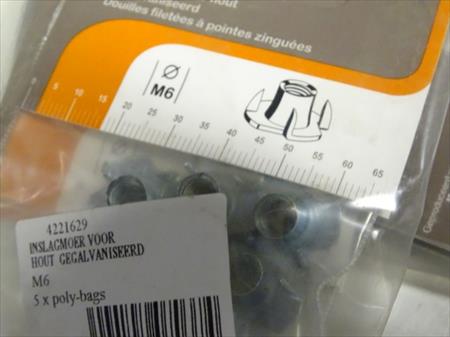 hout
Douilles filetées à pointes zinguées
Ø
M6
5 10 15 20 25 30 35 40 45 50 55 60 65
4221629
INSLAGMOER VOOR
HOUT GEGALVANISEERD
M6
5 x poly-bags